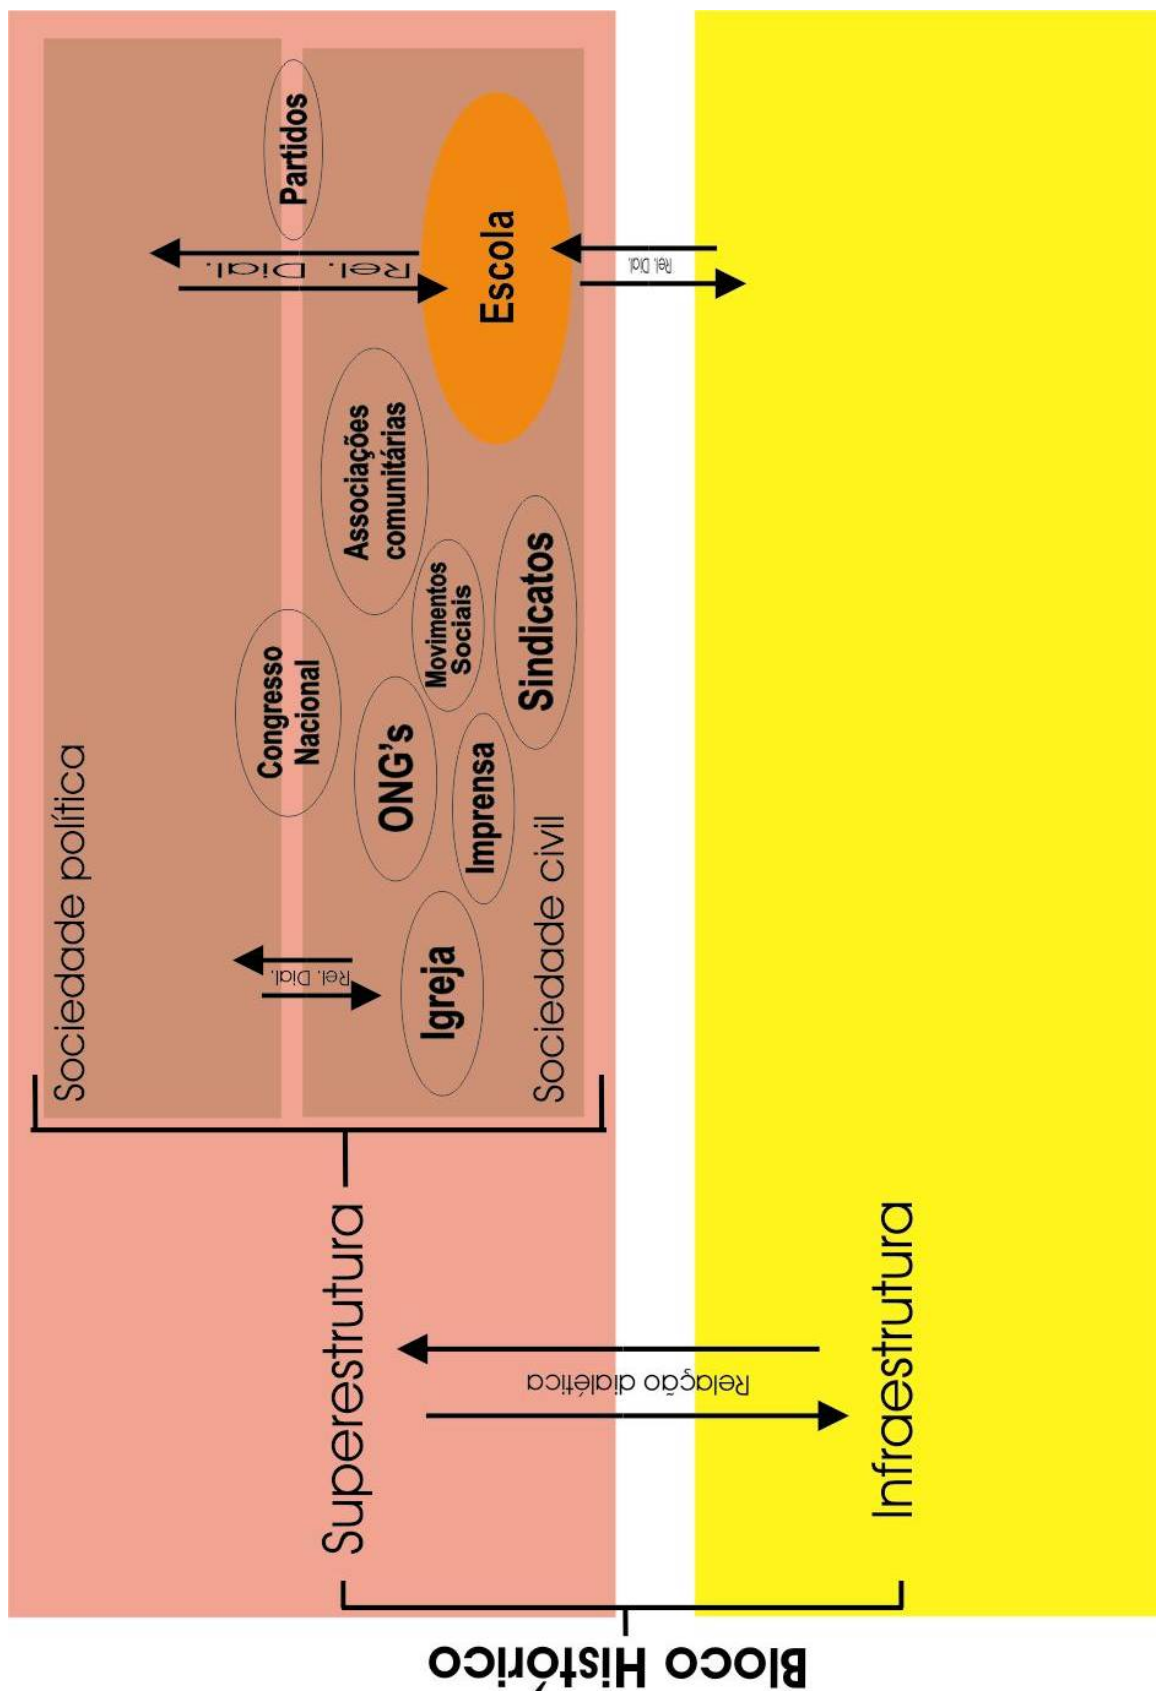 Bloco Histórico
Superestrutura
Relação dialética
Infraestrutura
Sociedade política
Rel. Dial.
Igreja
Sociedade civil
Congresso
Nacional
ONG's
Imprensa
Movimentos
Sociais
Sindicatos
Associações
comunitárias
Partidos
Rel. Dial.
Escola
Rel. Dial.